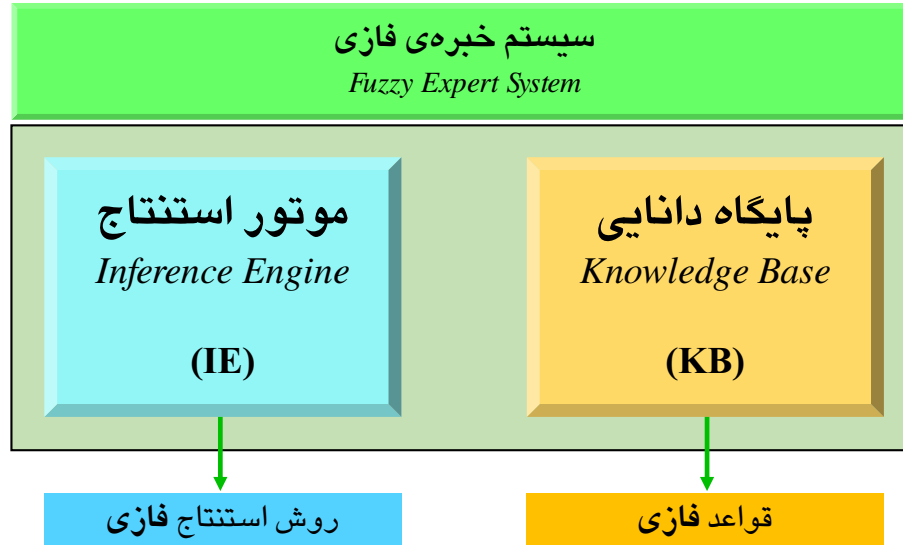 سیستم خبره‌ی فازی
Fuzzy Expert System
پایگاه دانایی
Knowledge Base
(KB)
موتور استنتاج
Inference Engine
(IE)
قواعد فازی
روش استنتاج فازی